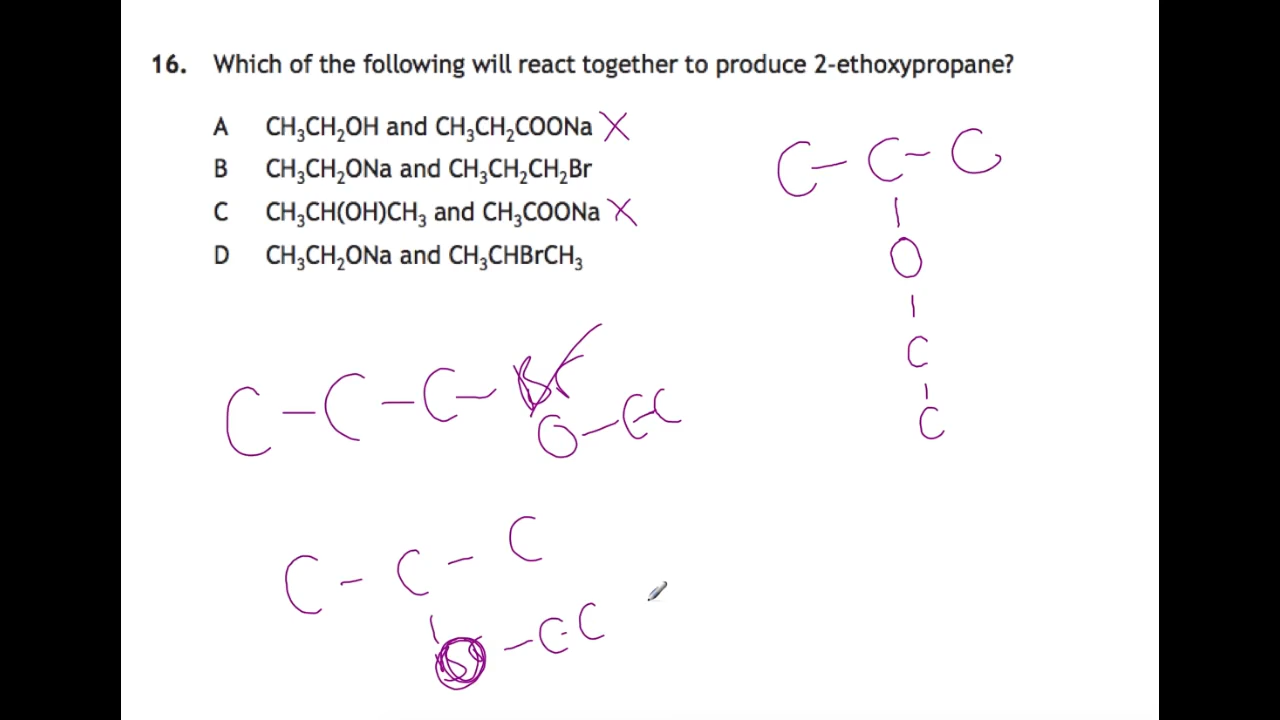 16. Which of the following will react together to produce 2-ethoxypropane?
A CH₃CH₂OH and CH₃CH₂COONa X
B CH₃CH₂ONa and CH₃CH₂CH₂Br
C CH₃CH(OH)CH₃ and CH₃COONa X
D CH₃CH₂ONa and CH₃CHBrCH₃
C - C - C
|
O
|
C
|
C
C - C - C - Br
O - C-C
C - C - C
|
O - C-C